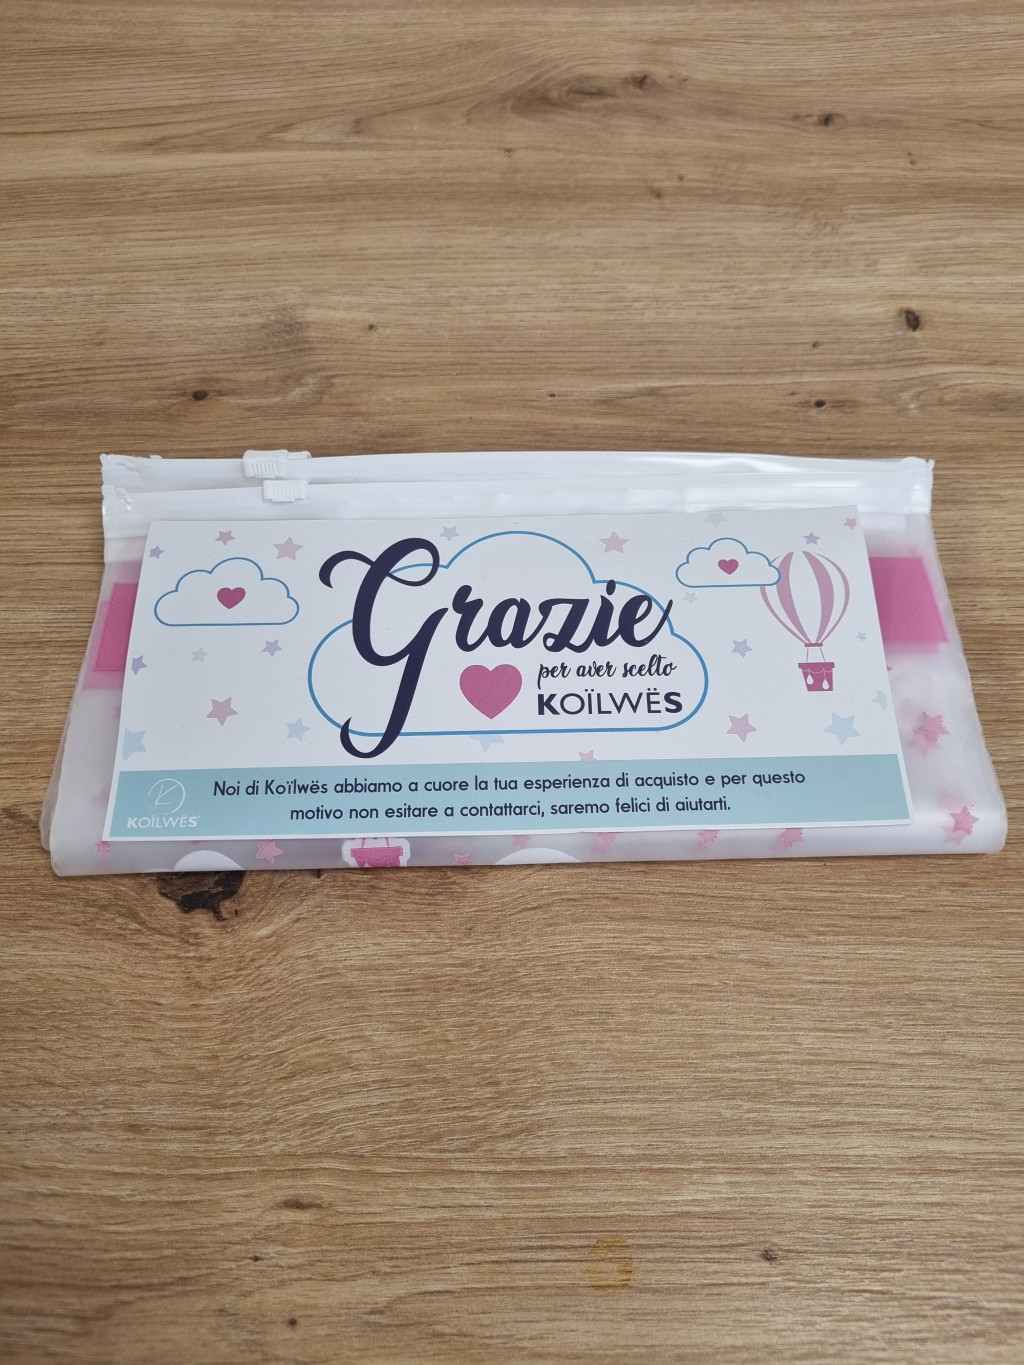 Grazie
per aver scelto
KOÏLWËS
Noi di Koïlwës abbiamo a cuore la tua esperienza di acquisto e per questo
motivo non esitare a contattarci, saremo felici di aiutarti.
KOÏLWËS